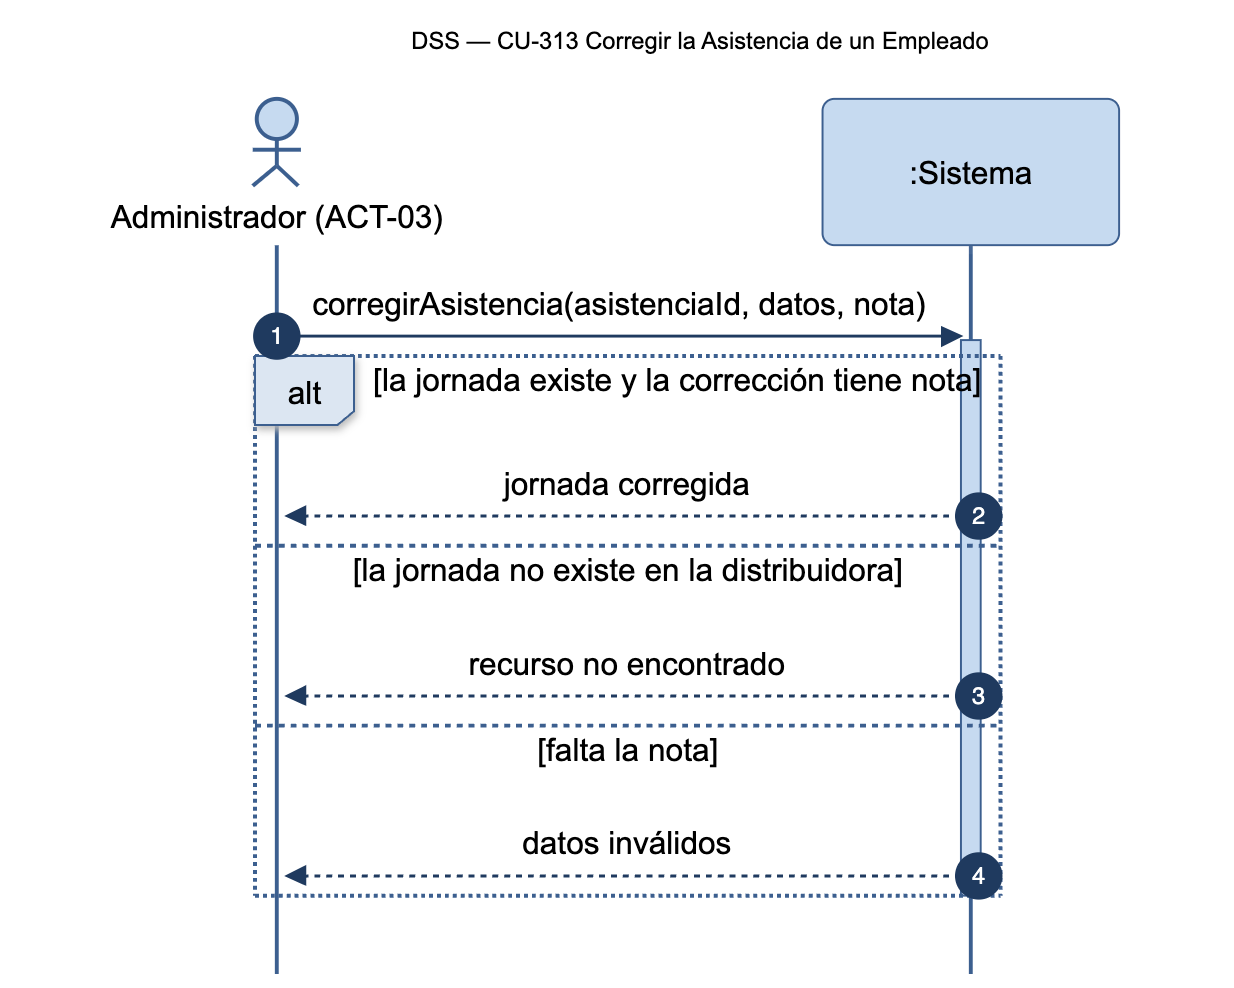 DSS — CU-313 Corregir la Asistencia de un Empleado
:Sistema
Administrador (ACT-03)
corregirAsistencia(asistenciaId, datos, nota)
1
alt
[la jornada existe y la corrección tiene nota]
jornada corregida
2
[la jornada no existe en la distribuidora]
recurso no encontrado
3
[falta la nota]
datos inválidos
4